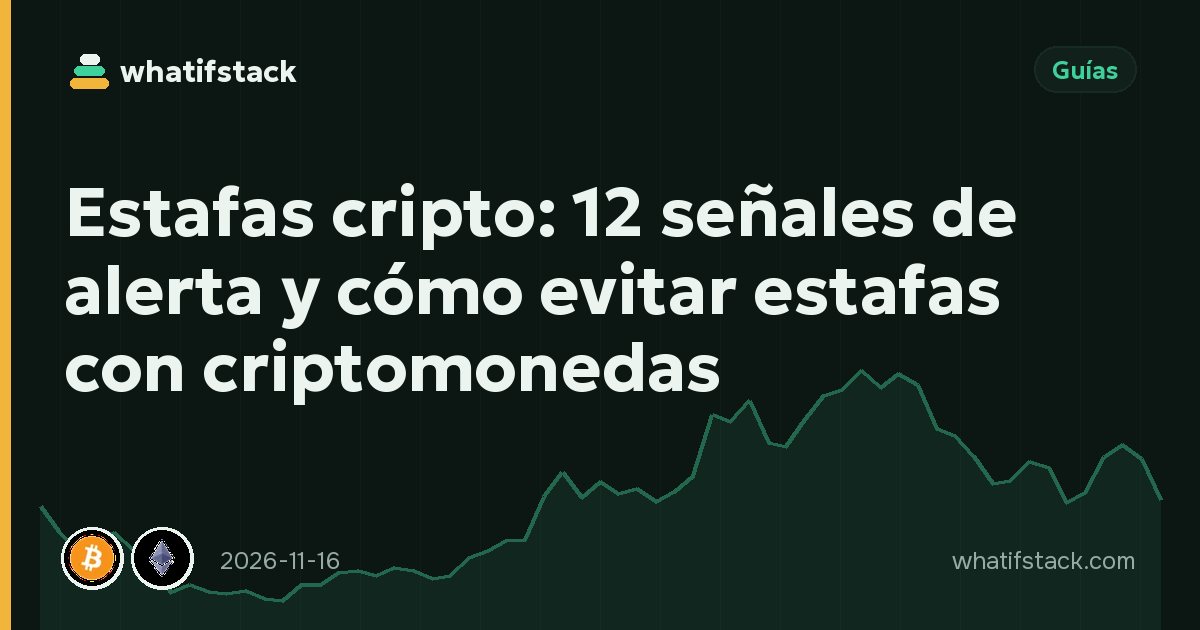 whatifstack
Guías
Estafas cripto: 12 señales de
alerta y cómo evitar estafas
con criptomonedas
2026-11-16
whatifstack.com